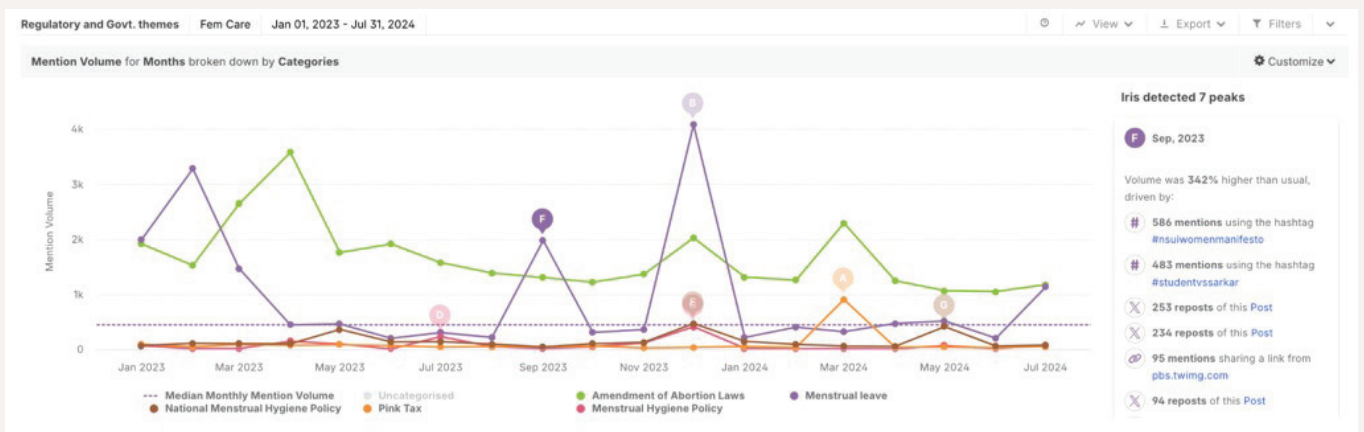 Regulatory and Govt. themes Fem Care Jan 01, 2023 - Jul 31, 2024 View Export Filters
Mention Volume for Months broken down by Categories Customize
Iris detected 7 peaks
F Sep, 2023
Volume was 342% higher than usual,
driven by:
# 586 mentions using the hashtag
#nsuiwomenmanifesto
# 483 mentions using the hashtag
#studentvssarkar
253 reposts of this Post
234 reposts of this Post
95 mentions sharing a link from
pbs.twimg.com
94 reposts of this Post
Mention Volume
4k
3k
2k
1k
0
B
F
A
D
E
G
Jan 2023 Mar 2023 May 2023 Jul 2023 Sep 2023 Nov 2023 Jan 2024 Mar 2024 May 2024 Jul 2024
Median Monthly Mention Volume Uncategorised Amendment of Abortion Laws Menstrual leave
National Menstrual Hygiene Policy Pink Tax Menstrual Hygiene Policy